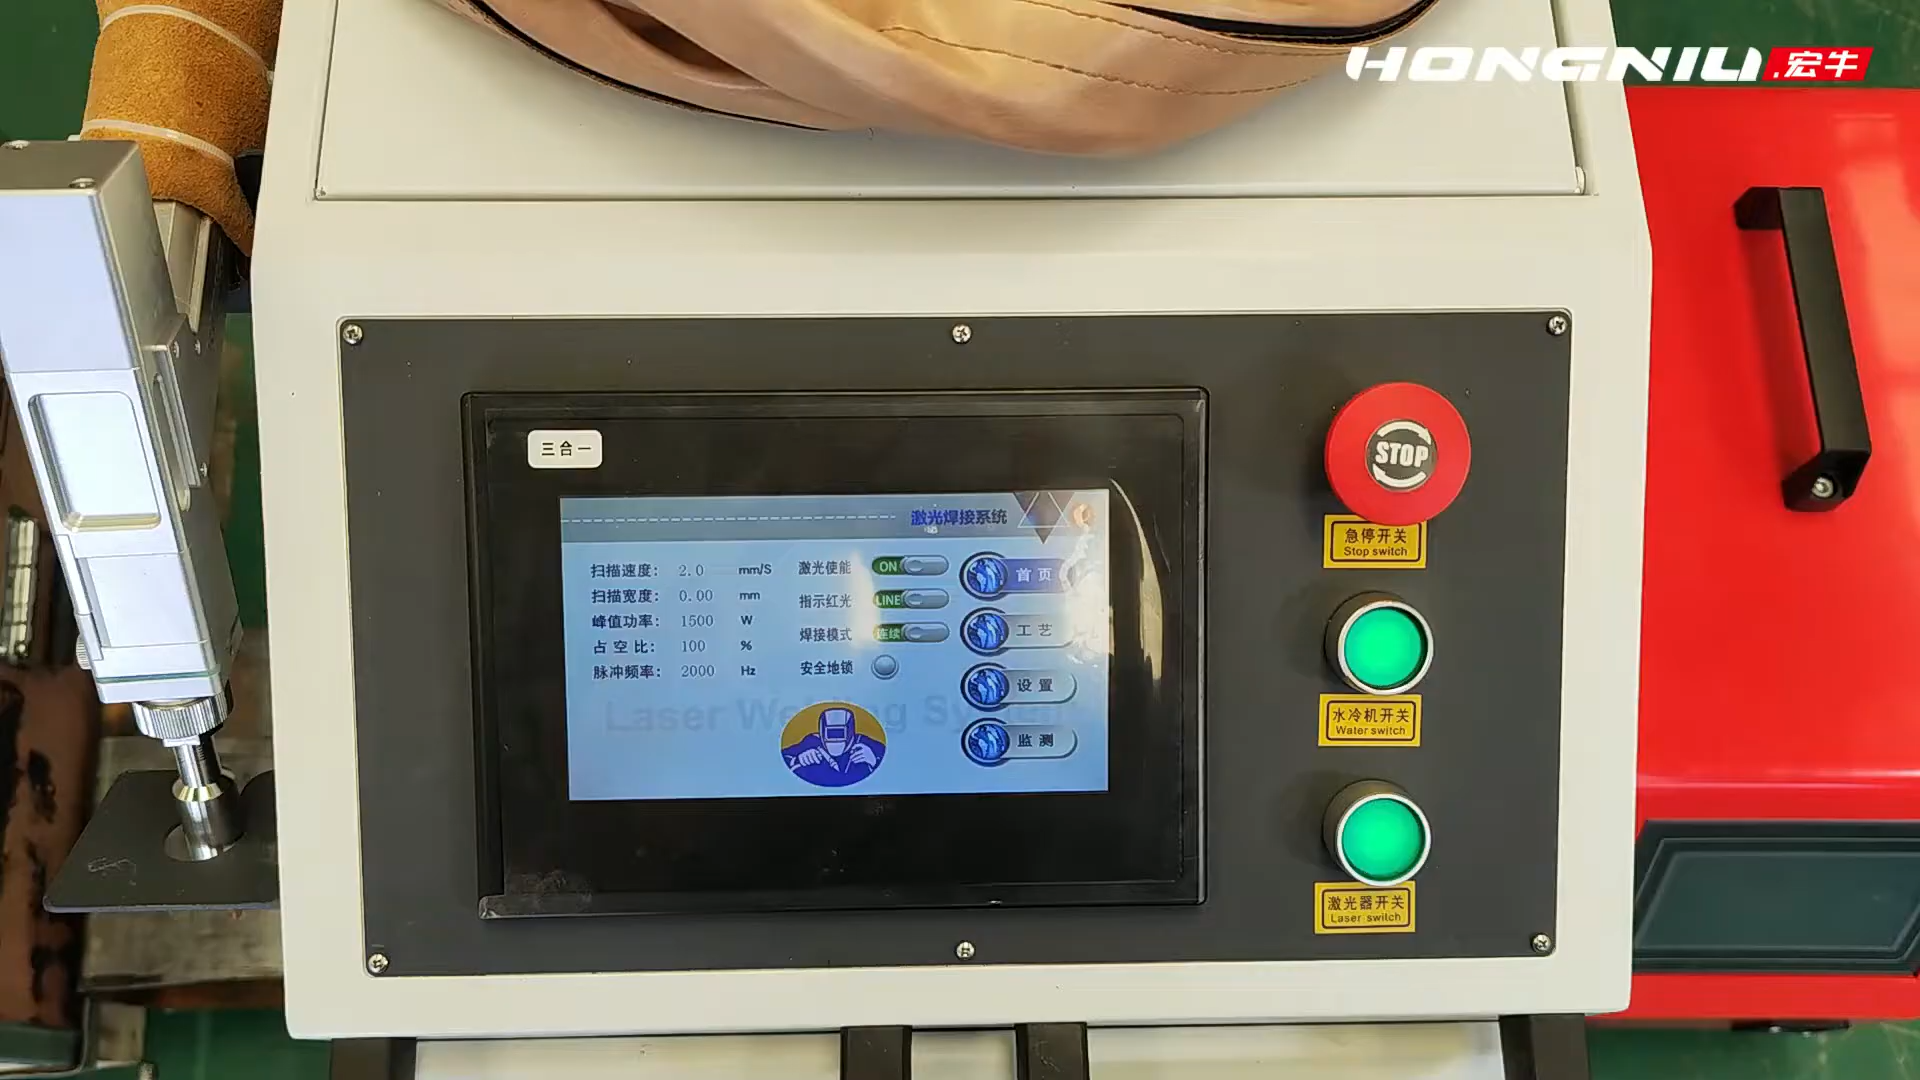 HONGNIU.宏牛
三合一
激光焊接系统
扫描速度: 2.0 mm/S
扫描宽度: 0.00 mm
峰值功率: 1500 W
占空比: 100 %
脉冲频率: 2000 Hz
激光使能 ON
指示红光 LINE
焊接模式 连续
安全地锁
首页
工艺
设置
监测
Laser Welding System
STOP
急停开关
Stop switch
水冷机开关
Water switch
激光器开关
Laser switch